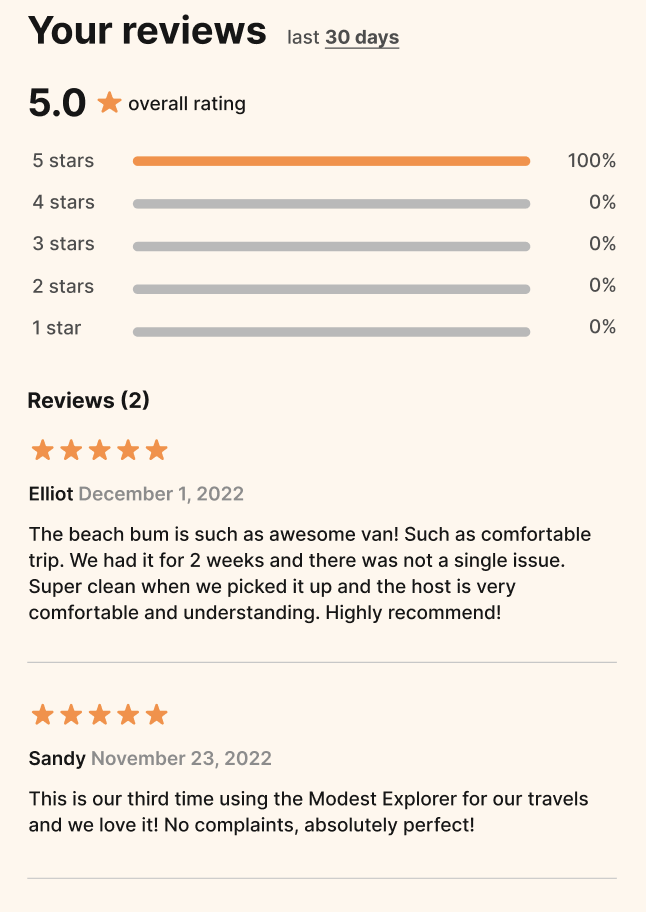 Your reviews last 30 days
5.0 overall rating
5 stars 100%
4 stars 0%
3 stars 0%
2 stars 0%
1 star 0%
Reviews (2)
Elliot December 1, 2022
The beach bum is such as awesome van! Such as comfortable
trip. We had it for 2 weeks and there was not a single issue.
Super clean when we picked it up and the host is very
comfortable and understanding. Highly recommend!
Sandy November 23, 2022
This is our third time using the Modest Explorer for our travels
and we love it! No complaints, absolutely perfect!